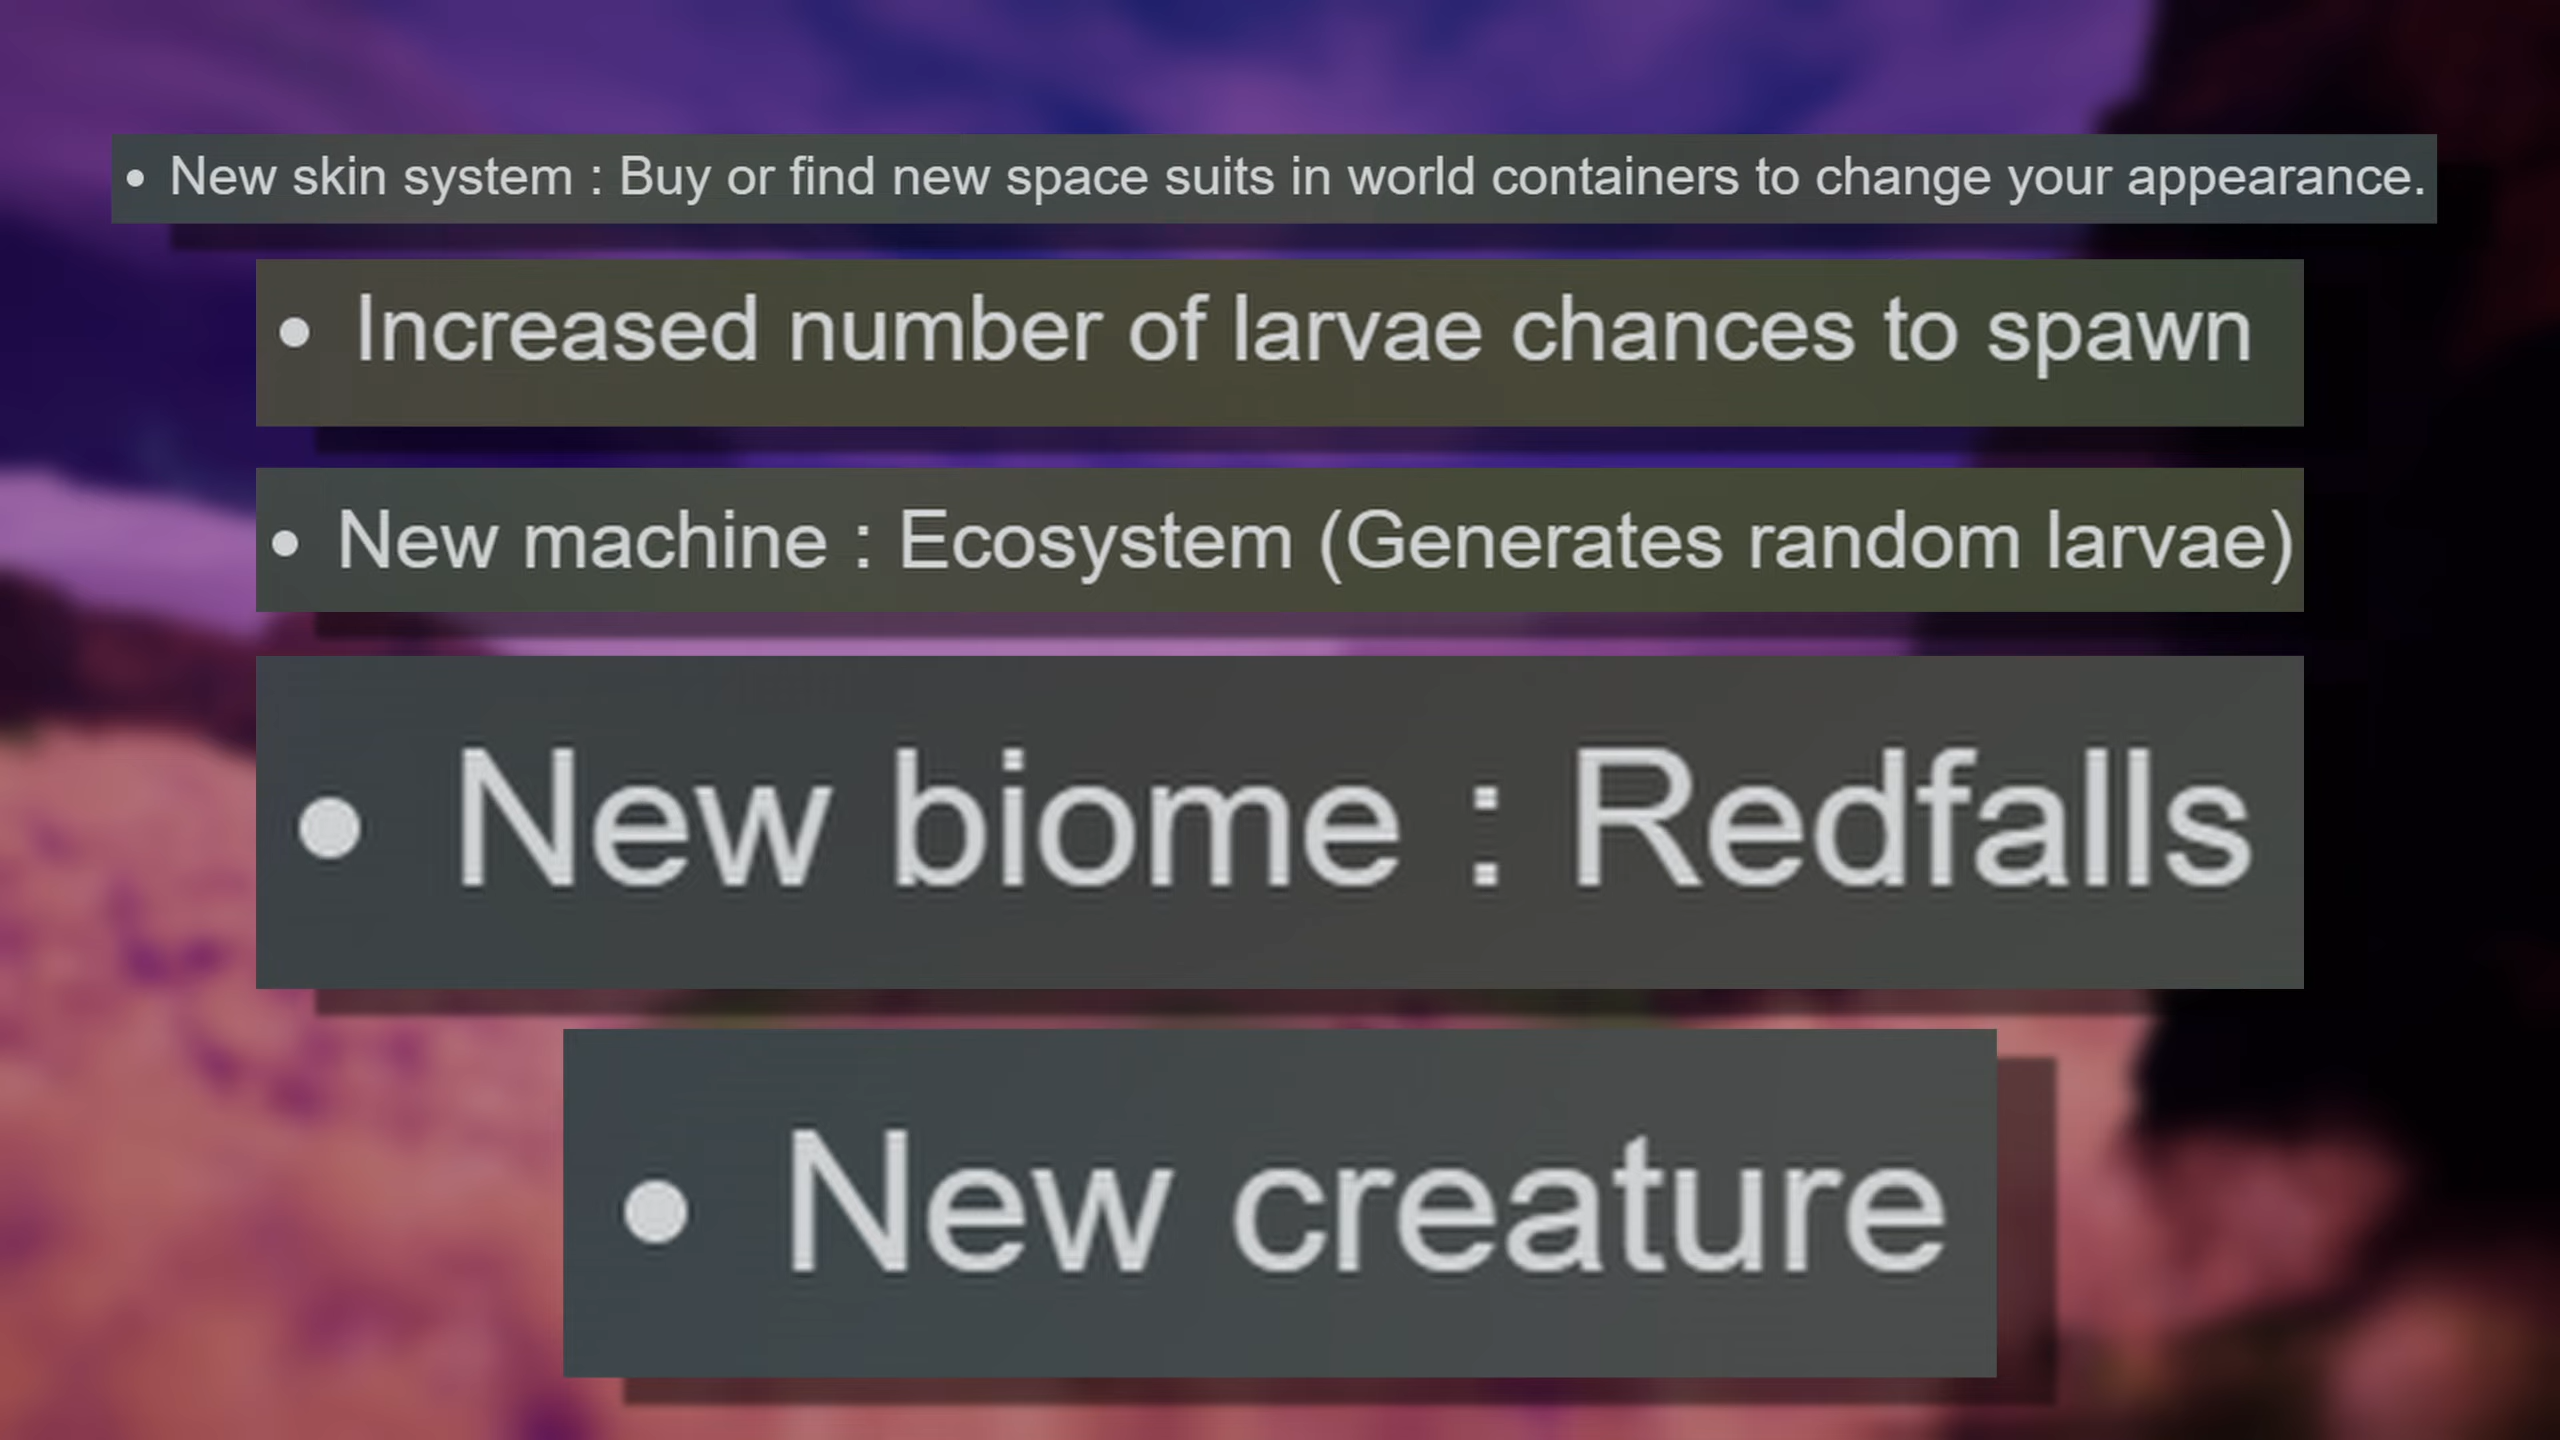 • New skin system : Buy or find new space suits in world containers to change your appearance.
• Increased number of larvae chances to spawn
• New machine : Ecosystem (Generates random larvae)
• New biome : Redfalls
• New creature